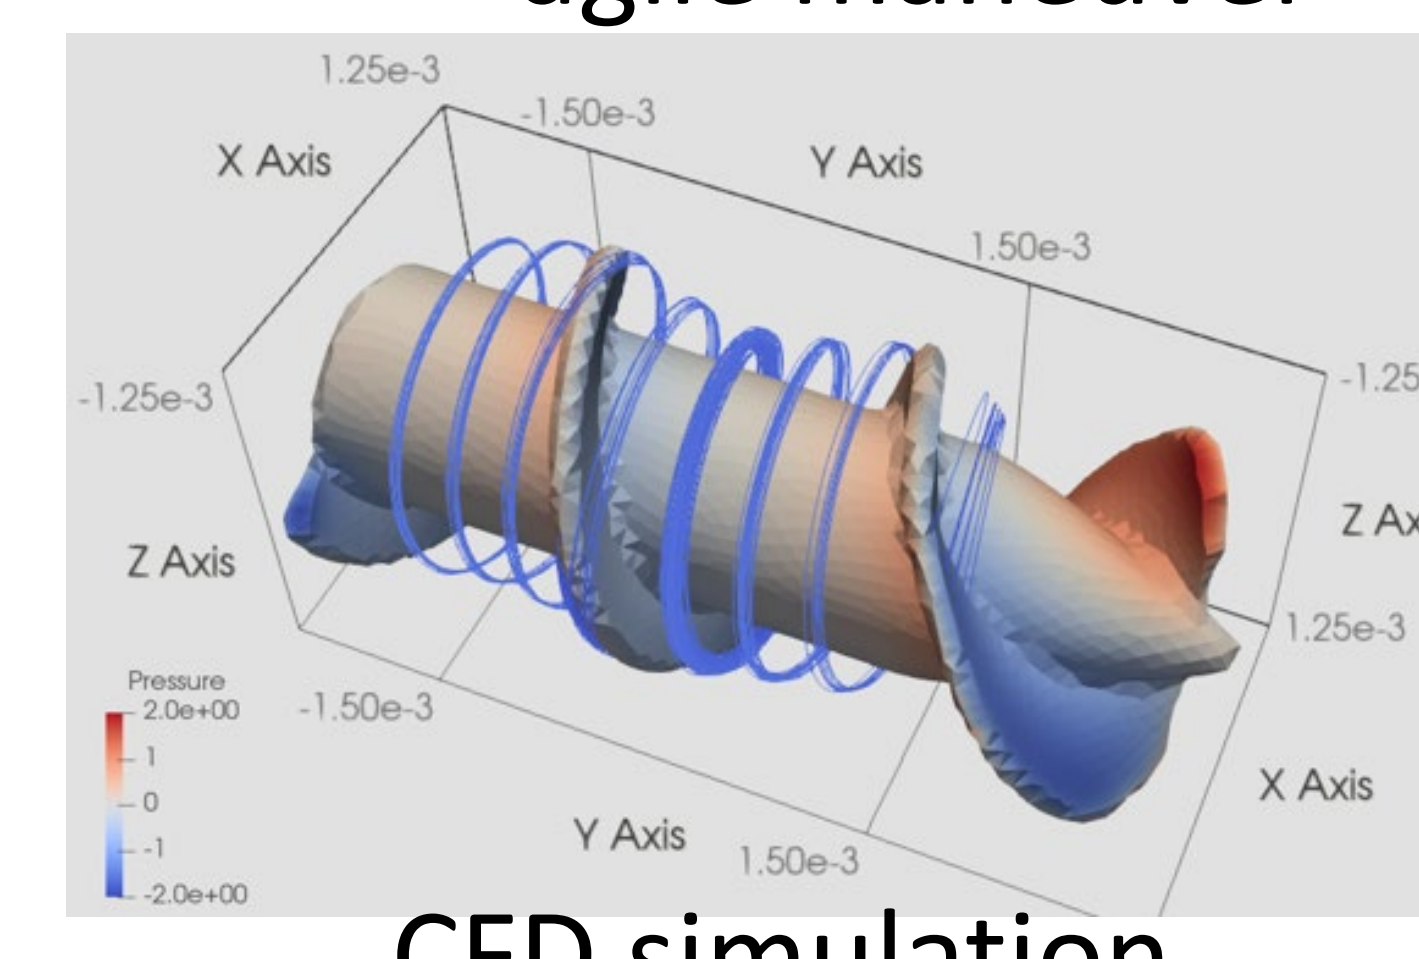 agile maneuver
1.25e-3
-1.50e-3
X Axis
Y Axis
1.50e-3
-1.25
-1.25e-3
Z Ax
Z Axis
1.25e-3
Pressure
2.0e+00
1
0
-1
-2.0e+00
-1.50e-3
X Axis
Y Axis
1.50e-3
CFD simulation